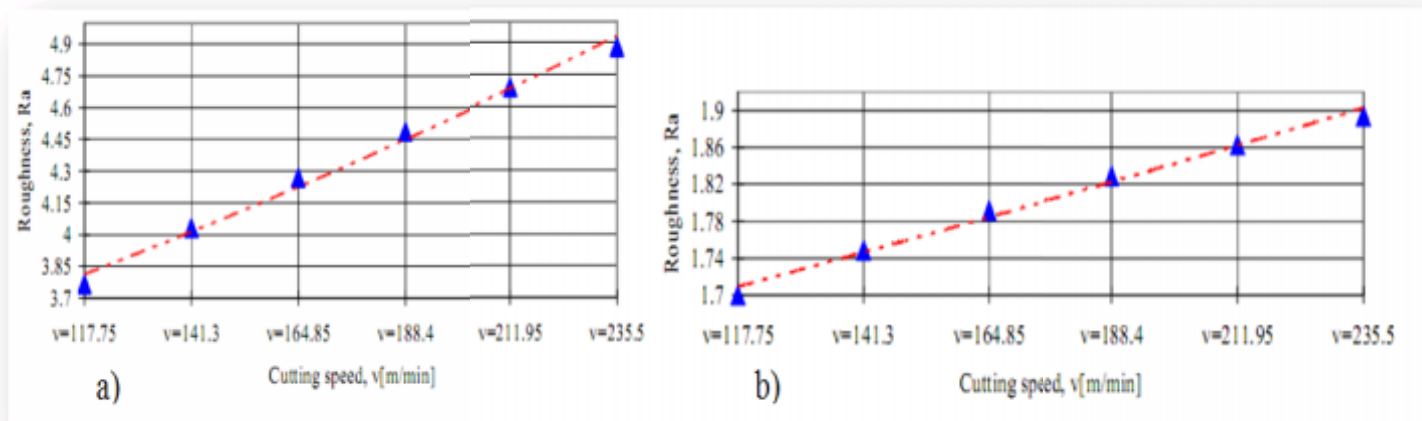 Roughness, Ra
4.9
4.75
4.6
4.45
4.3
4.15
4
3.85
3.7
v=117.75 v=141.3 v=164.85 v=188.4 v=211.95 v=235.5
Cutting speed, v[m/min]
a)
Roughness, Ra
1.9
1.86
1.82
1.78
1.74
1.7
v=117.75 v=141.3 v=164.85 v=188.4 v=211.95 v=235.5
Cutting speed, v[m/min]
b)